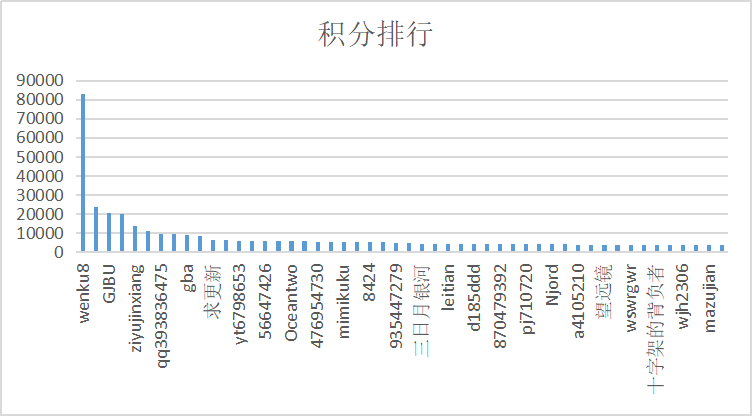 积分排行
90000
80000
70000
60000
50000
40000
30000
20000
10000
0
wenku8
GJBU
ziyujinxiang
qq393836475
gba
求更新
yt6798653
56647426
Oceantwo
476954730
mimikuku
8424
935447279
三日月银河
leitian
d185ddd
870479392
pj710720
Njord
a4105210
望远镜
wswrgwr
十字架的背负者
wjh2306
mazujian